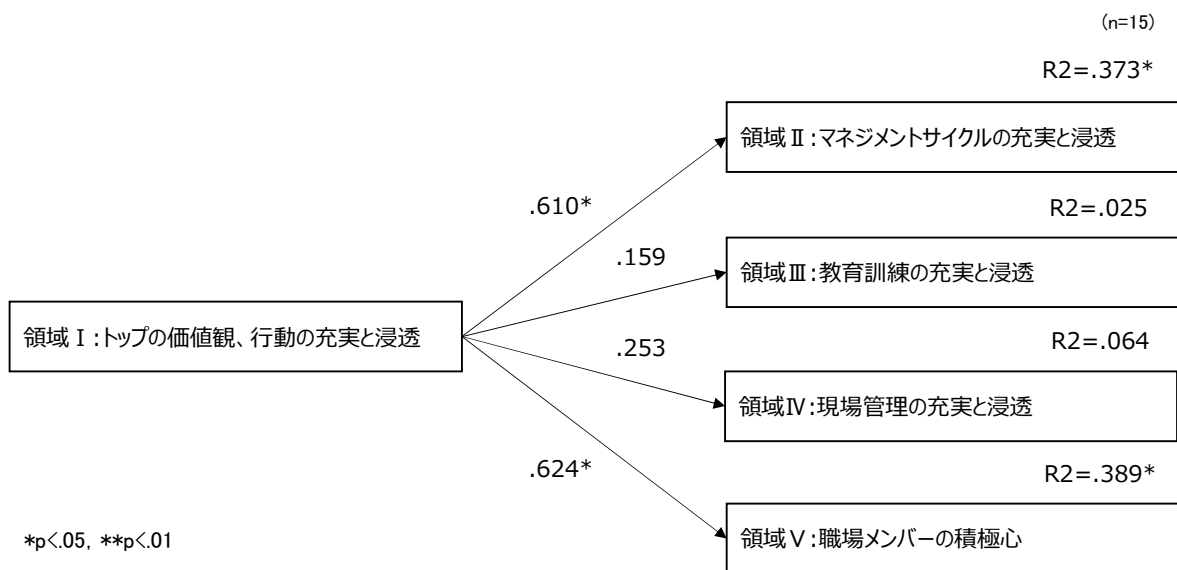 (n=15)
R2=.373*
領域Ⅱ:マネジメントサイクルの充実と浸透
.610*
R2=.025
.159
領域Ⅲ:教育訓練の充実と浸透
領域Ⅰ:トップの価値観、行動の充実と浸透
.253
R2=.064
領域Ⅳ:現場管理の充実と浸透
.624*
R2=.389*
領域Ⅴ:職場メンバーの積極心
*p<.05, **p<.01